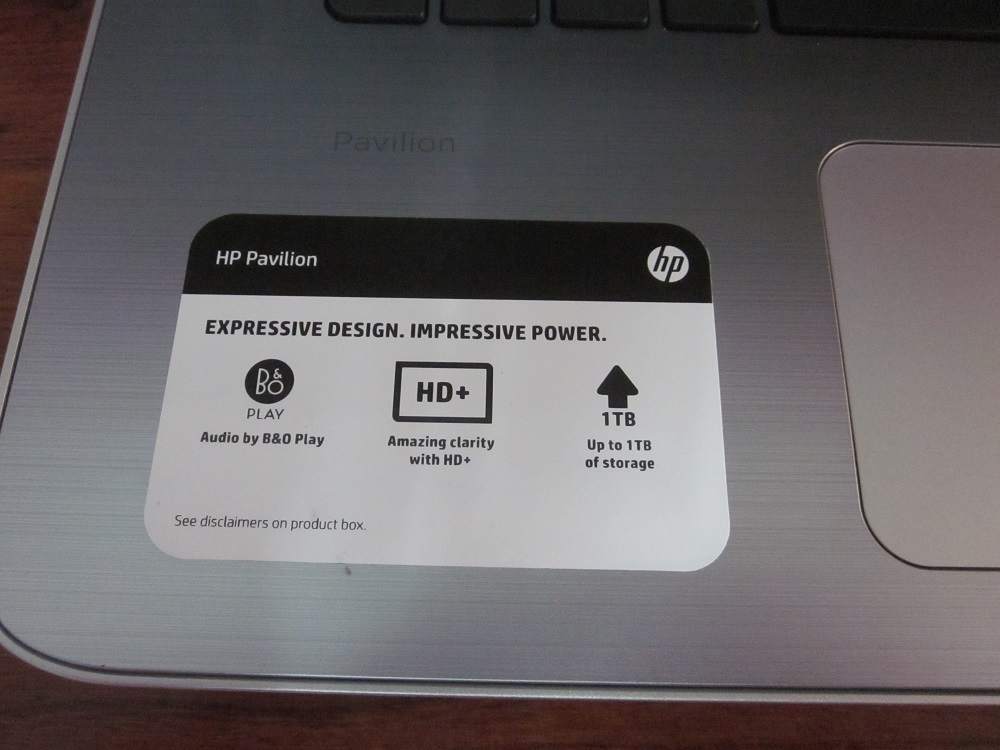 Pavilion
HP Pavilion
hp
EXPRESSIVE DESIGN. IMPRESSIVE POWER.
B&O
PLAY
Audio by B&O Play
HD+
Amazing clarity
with HD+
1TB
Up to 1TB
of storage
See disclaimers on product box.